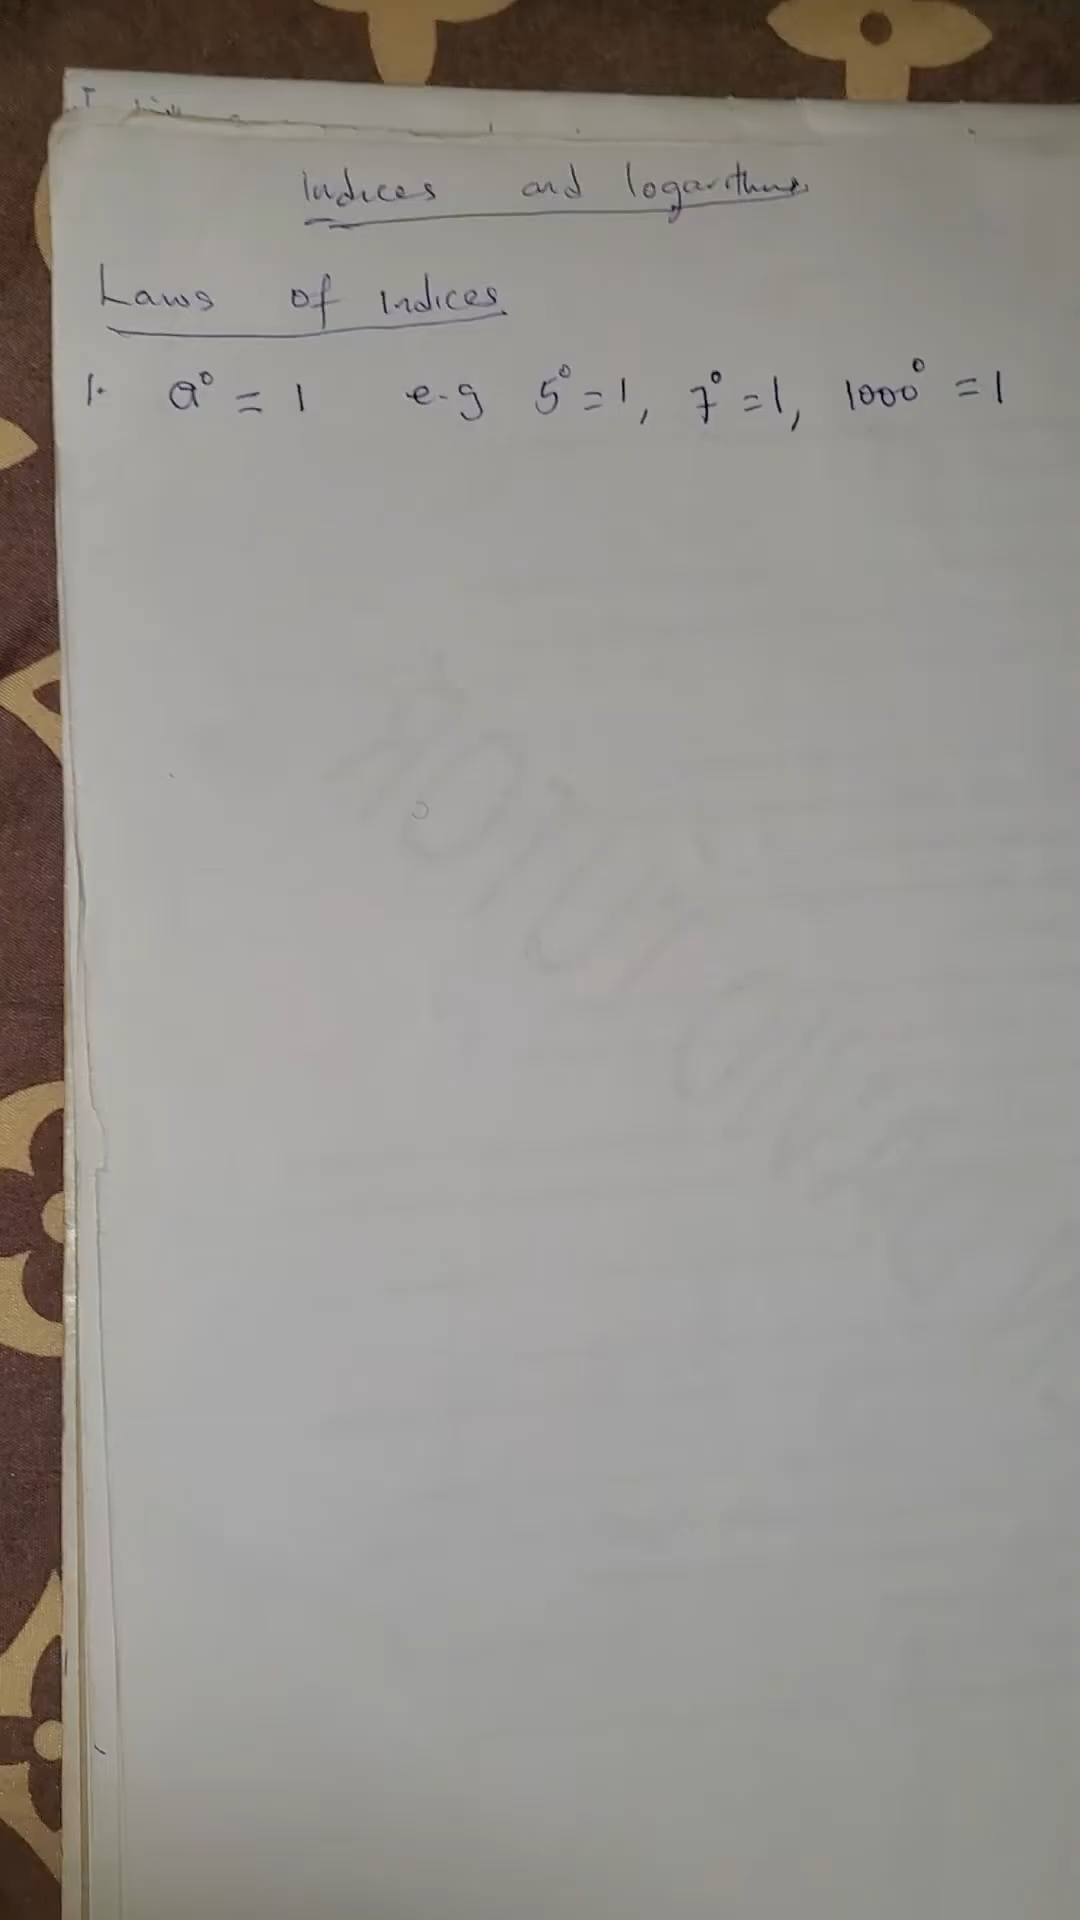 Indices and logarithms
Laws of indices
1. a⁰ = 1 e.g 5⁰ = 1, 7⁰ = 1, 1000⁰ = 1